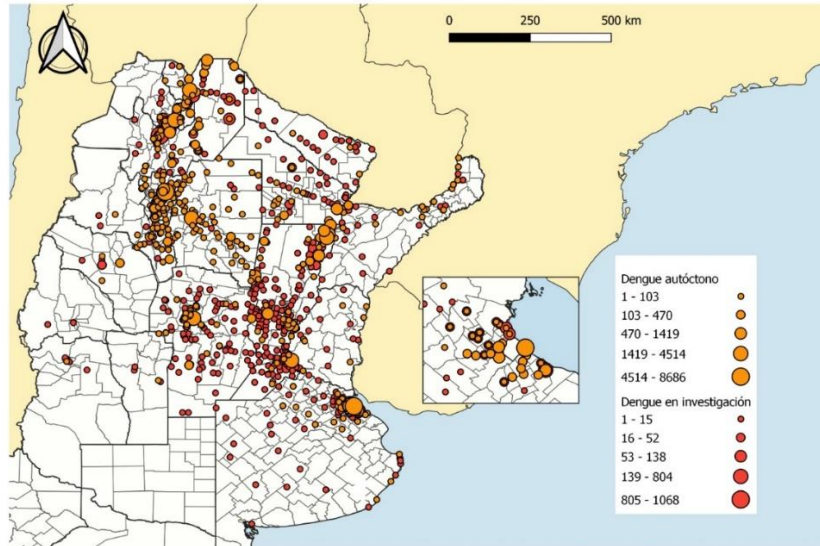 0 250 500 km
Dengue autóctono
1 - 103
103 - 470
470 - 1419
1419 - 4514
4514 - 8686
Dengue en investigación
1 - 15
16 - 52
53 - 138
139 - 804
805 - 1068